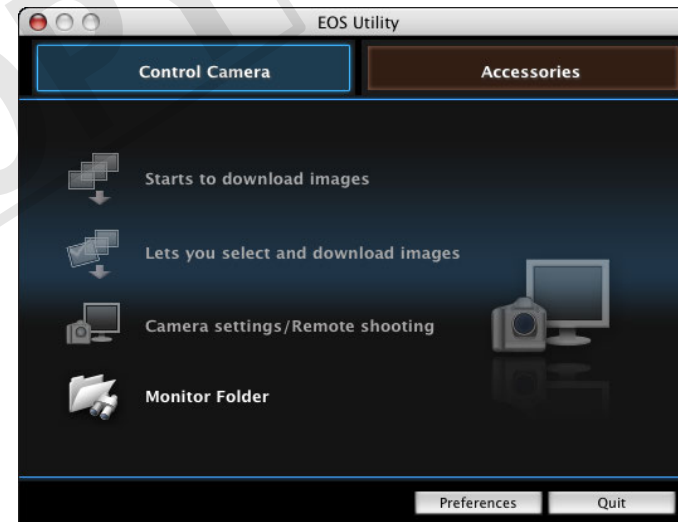 EOS Utility
Control Camera Accessories
Starts to download images
Lets you select and download images
Camera settings/Remote shooting
Monitor Folder
Preferences Quit